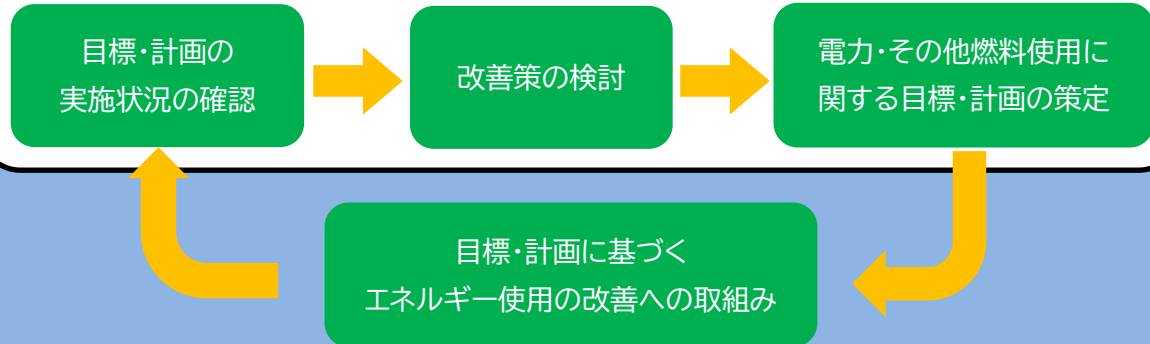 目標・計画の
実施状況の確認
改善策の検討
電力・その他燃料使用に
関する目標・計画の策定
目標・計画に基づく
エネルギー使用の改善への取組み